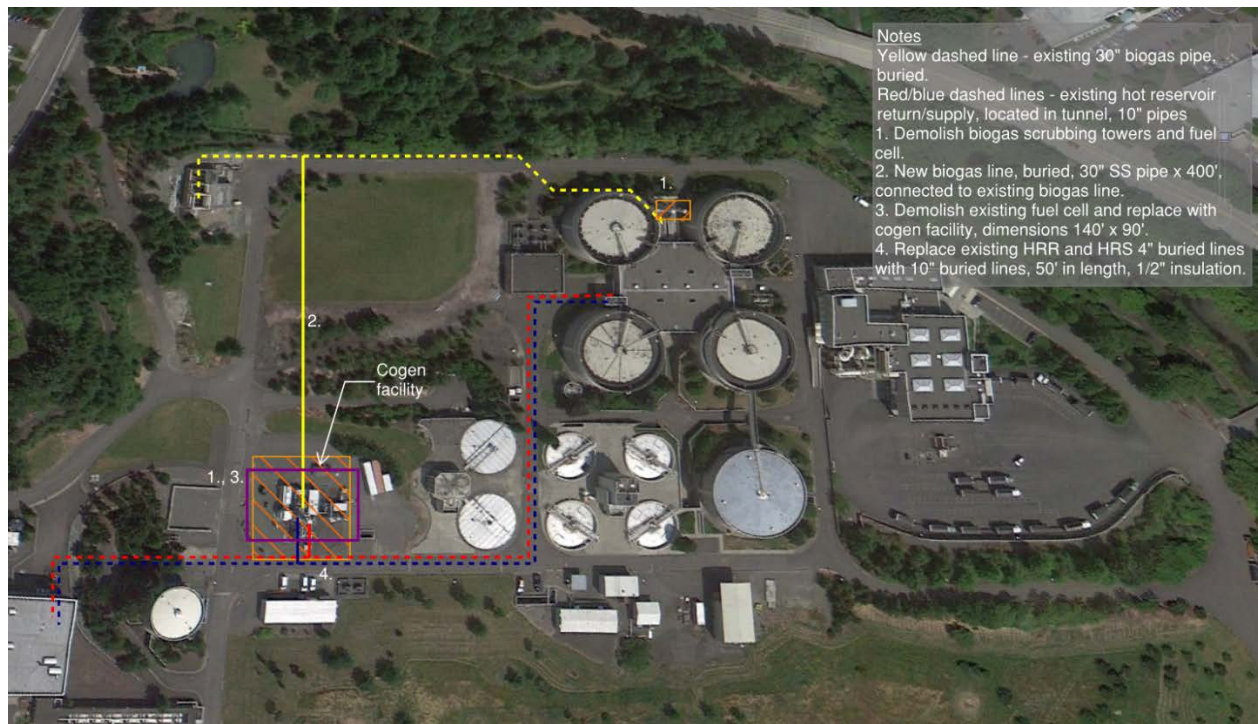 Notes
Yellow dashed line - existing 30" biogas pipe,
buried.
Red/blue dashed lines - existing hot reservoir
return/supply, located in tunnel, 10" pipes
1. Demolish biogas scrubbing towers and fuel
cell.
2. New biogas line, buried, 30" SS pipe x 400',
connected to existing biogas line.
3. Demolish existing fuel cell and replace with
cogen facility, dimensions 140' x 90'.
4. Replace existing HRR and HRS 4" buried lines
with 10" buried lines, 50' in length, 1/2" insulation.
1.
2.
Cogen
facility
1., 3.
4.